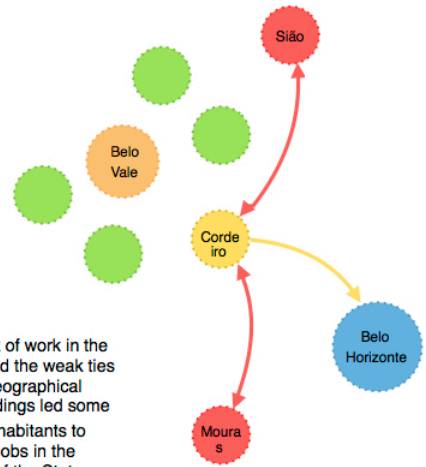 Sião
Belo
Vale
Corde
iro
Belo
Horizonte
of work in the
d the weak ties
eographical
dings led some
habitants to
obs in the
Moura
s